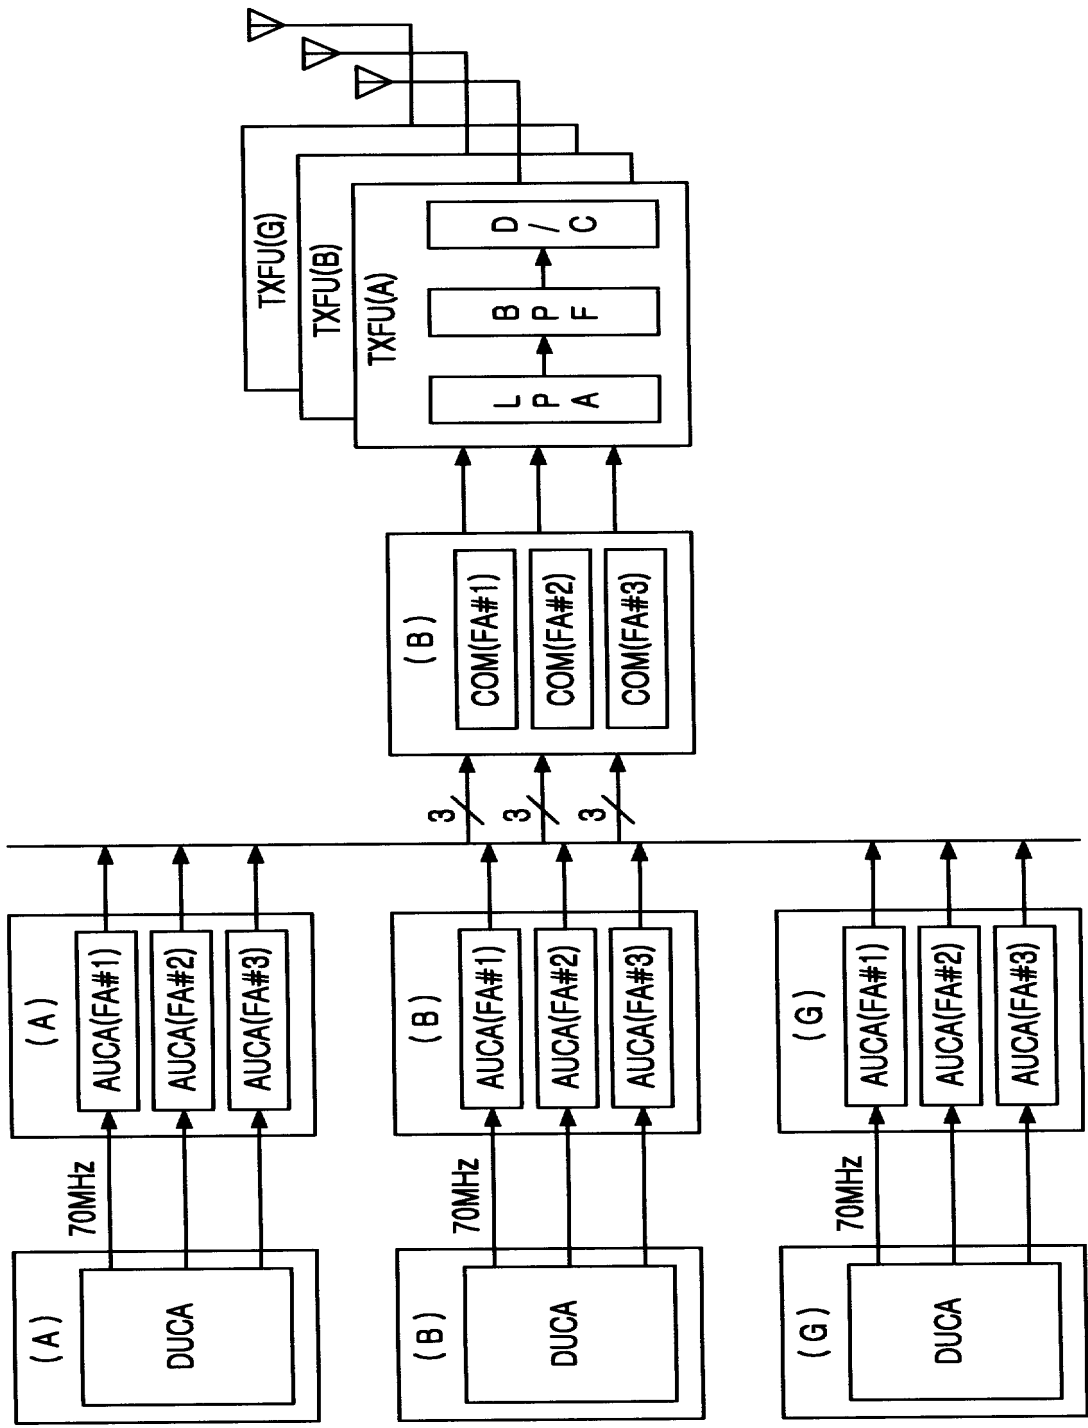 (A)
DUCA
70MHz
(A)
AUCA(FA#1)
AUCA(FA#2)
AUCA(FA#3)
(B)
DUCA
70MHz
(B)
AUCA(FA#1)
AUCA(FA#2)
AUCA(FA#3)
(G)
DUCA
70MHz
(G)
AUCA(FA#1)
AUCA(FA#2)
AUCA(FA#3)
3
3
3
(B)
COM(FA#1)
COM(FA#2)
COM(FA#3)
TXFU(G)
TXFU(B)
TXFU(A)
LPA
BPF
D/C